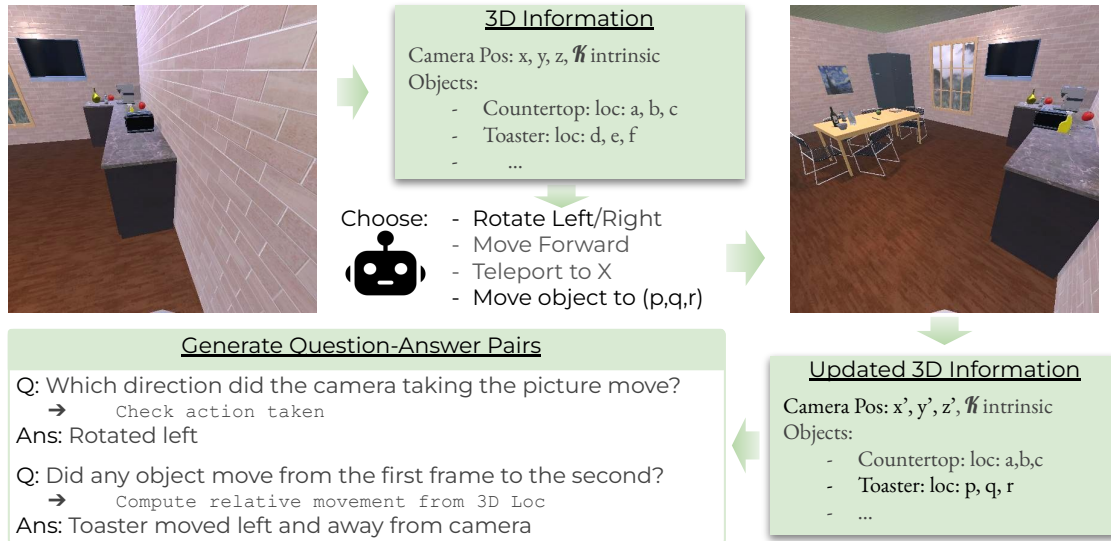 3D Information
Camera Pos: x, y, z, K intrinsic
Objects:
- Countertop: loc: a, b, c
- Toaster: loc: d, e, f
- ...
Choose:
- Rotate Left/Right
- Move Forward
- Teleport to X
- Move object to (p,q,r)
Updated 3D Information
Camera Pos: x’, y’, z’, K intrinsic
Objects:
- Countertop: loc: a,b,c
- Toaster: loc: p, q, r
- ...
Generate Question-Answer Pairs
Q: Which direction did the camera taking the picture move?
➔ Check action taken
Ans: Rotated left
Q: Did any object move from the first frame to the second?
➔ Compute relative movement from 3D Loc
Ans: Toaster moved left and away from camera